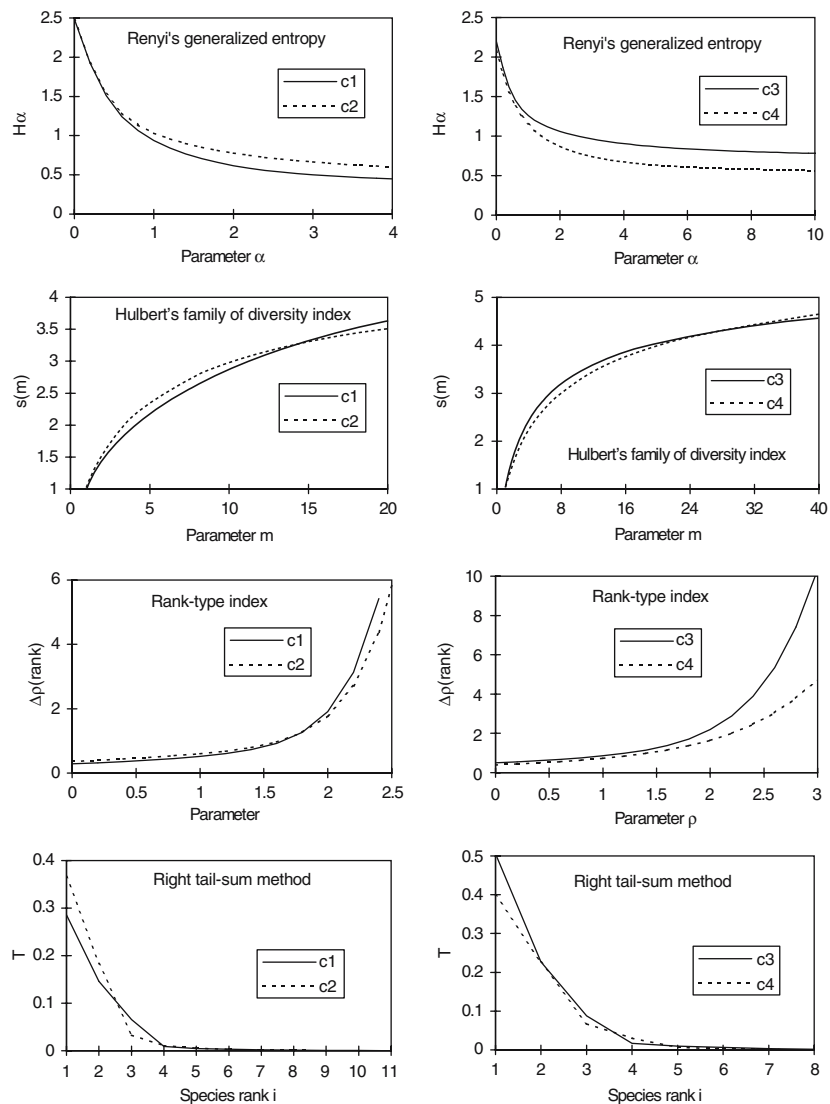 Renyi's generalized entropy
c1
c2
Hα
2.5
2
1.5
1
0.5
0
0 1 2 3 4
Parameter α
Renyi's generalized entropy
c3
c4
Hα
2.5
2
1.5
1
0.5
0
0 2 4 6 8 10
Parameter α
Hulbert's family of diversity index
c1
c2
s(m)
4
3.5
3
2.5
2
1.5
1
0 5 10 15 20
Parameter m
c3
c4
Hulbert's family of diversity index
s(m)
5
4
3
2
1
0 8 16 24 32 40
Parameter m
Rank-type index
c1
c2
Δρ(rank)
6
4
2
0
0 0.5 1 1.5 2 2.5
Parameter
Rank-type index
c3
c4
Δρ(rank)
10
8
6
4
2
0
0 0.5 1 1.5 2 2.5 3
Parameter ρ
Right tail-sum method
c1
c2
T
0.4
0.3
0.2
0.1
0
1 2 3 4 5 6 7 8 9 10 11
Species rank i
Right tail-sum method
c3
c4
T
0.5
0.4
0.3
0.2
0.1
0
1 2 3 4 5 6 7 8
Species rank i